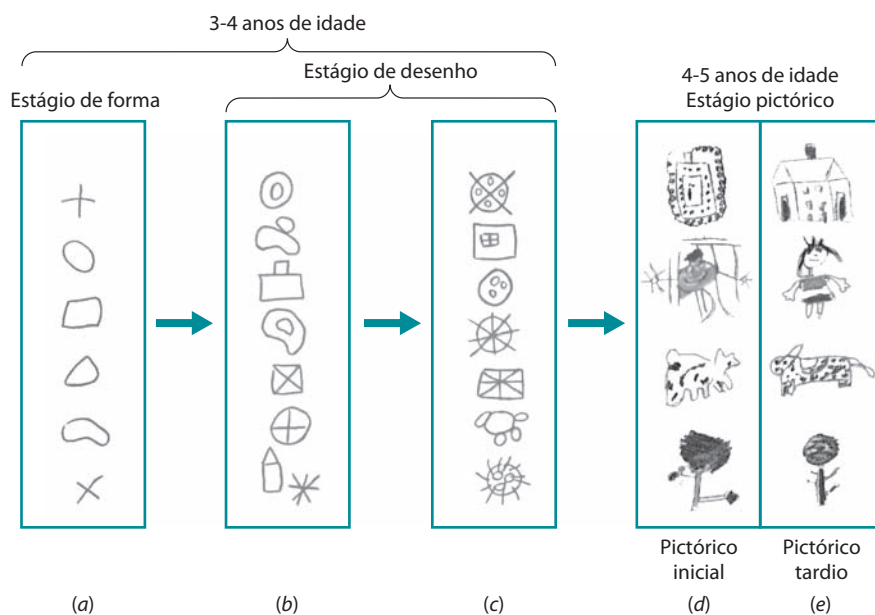 3-4 anos de idade
Estágio de desenho
4-5 anos de idade
Estágio de forma
Estágio pictórico
Pictórico
inicial
Pictórico
tardio
(a)
(b)
(c)
(d)
(e)